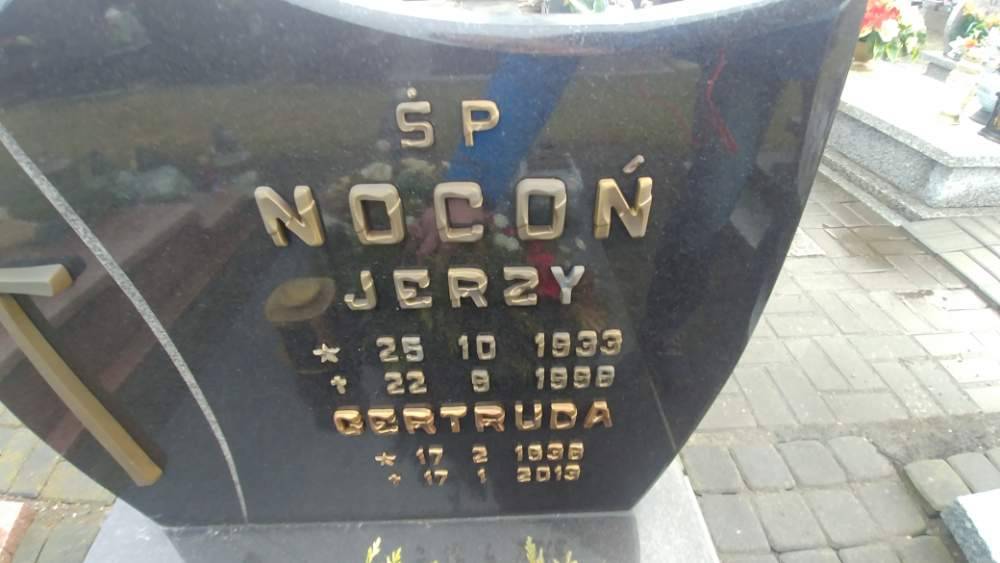 ŚP
NOCOŃ
JERZY
* 25 10 1933
✝ 22 9 1998
GERTRUDA
* 17 2 1936
✝ 17 1 2013